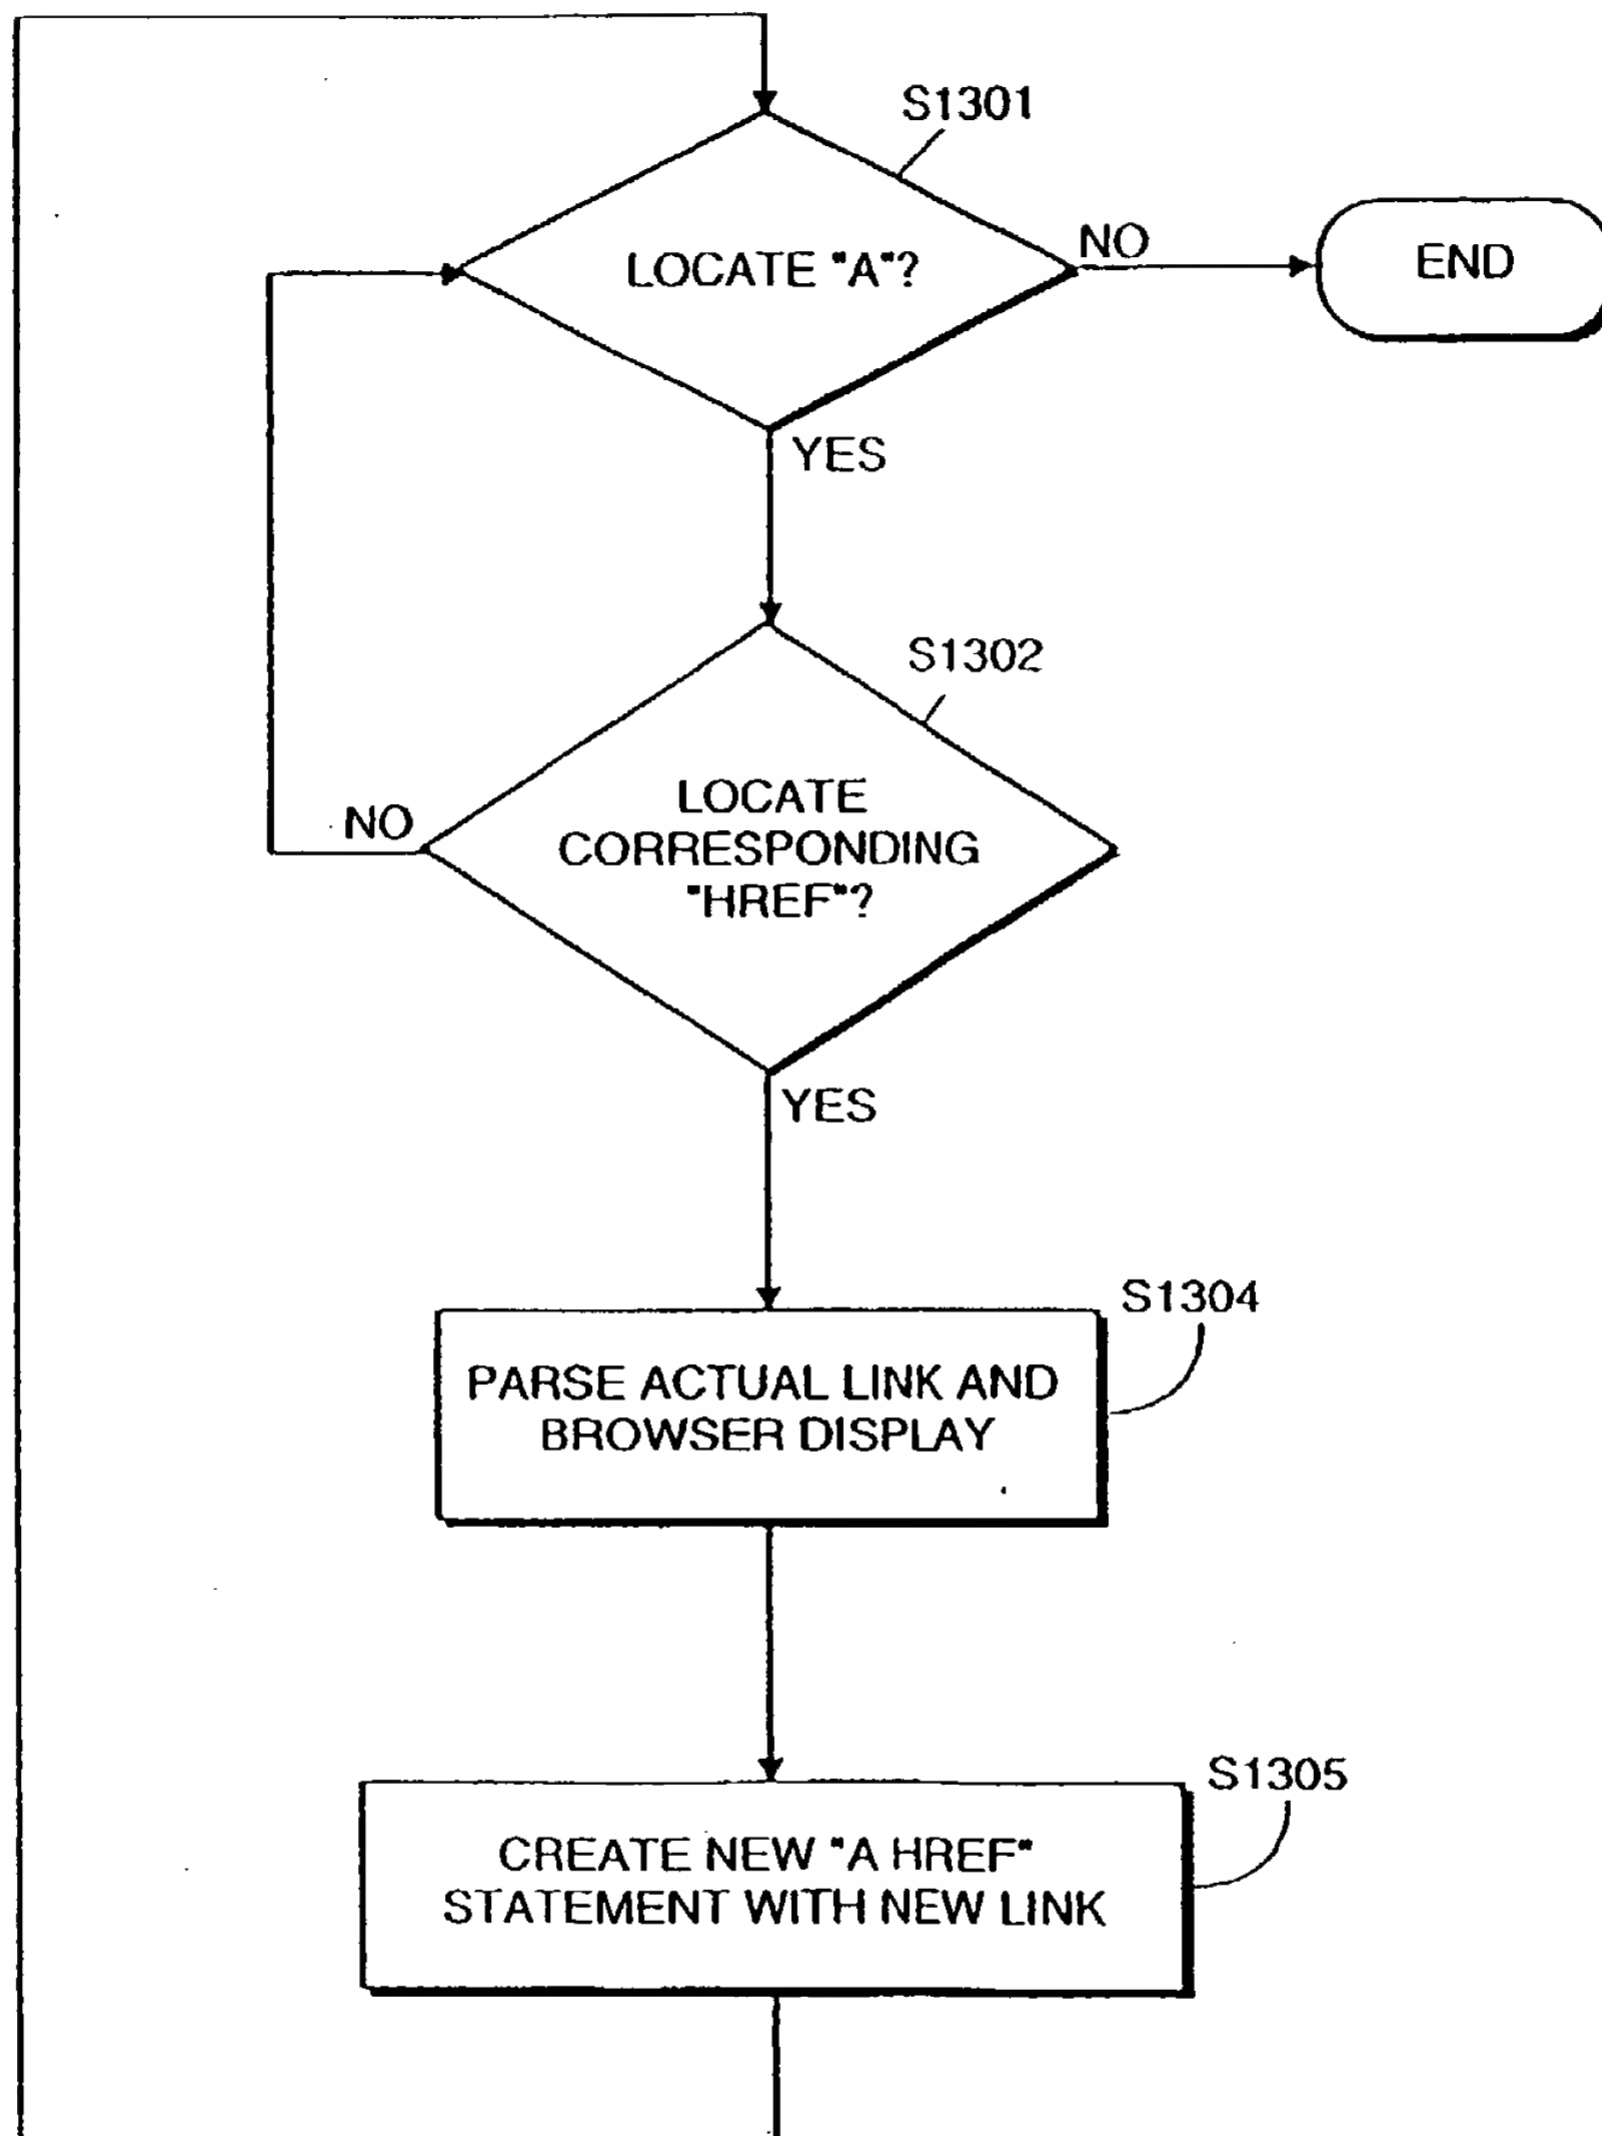 S1301
LOCATE "A"?
NO
END
YES
S1302
LOCATE
CORRESPONDING
"HREF"?
NO
YES
S1304
PARSE ACTUAL LINK AND
BROWSER DISPLAY
S1305
CREATE NEW "A HREF"
STATEMENT WITH NEW LINK